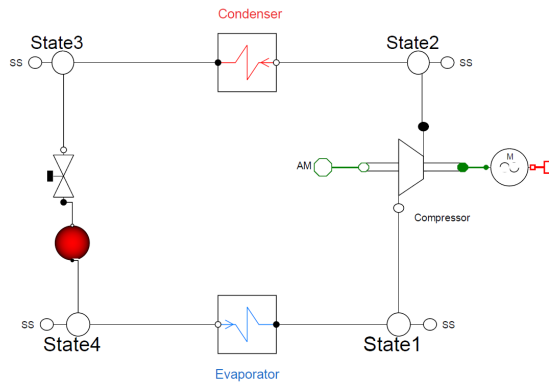 Condenser
State3
State2
SS
SS
M
AM
Compressor
SS
SS
State4
State1
Evaporator